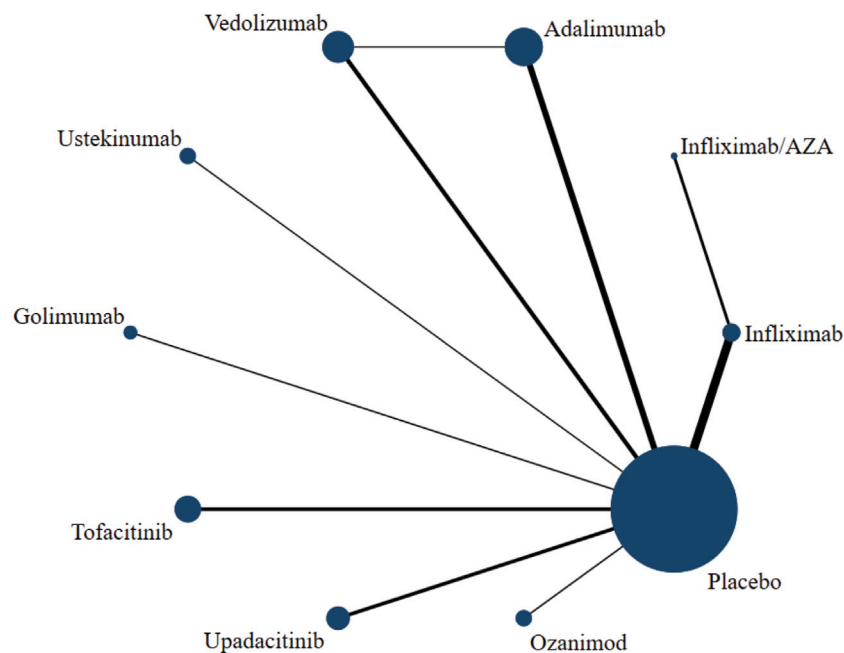 Vedolizumab
Adalimumab
Ustekinumab
Infliximab/AZA
Golimumab
Infliximab
Tofacitinib
Placebo
Upadacitinib
Ozanimod